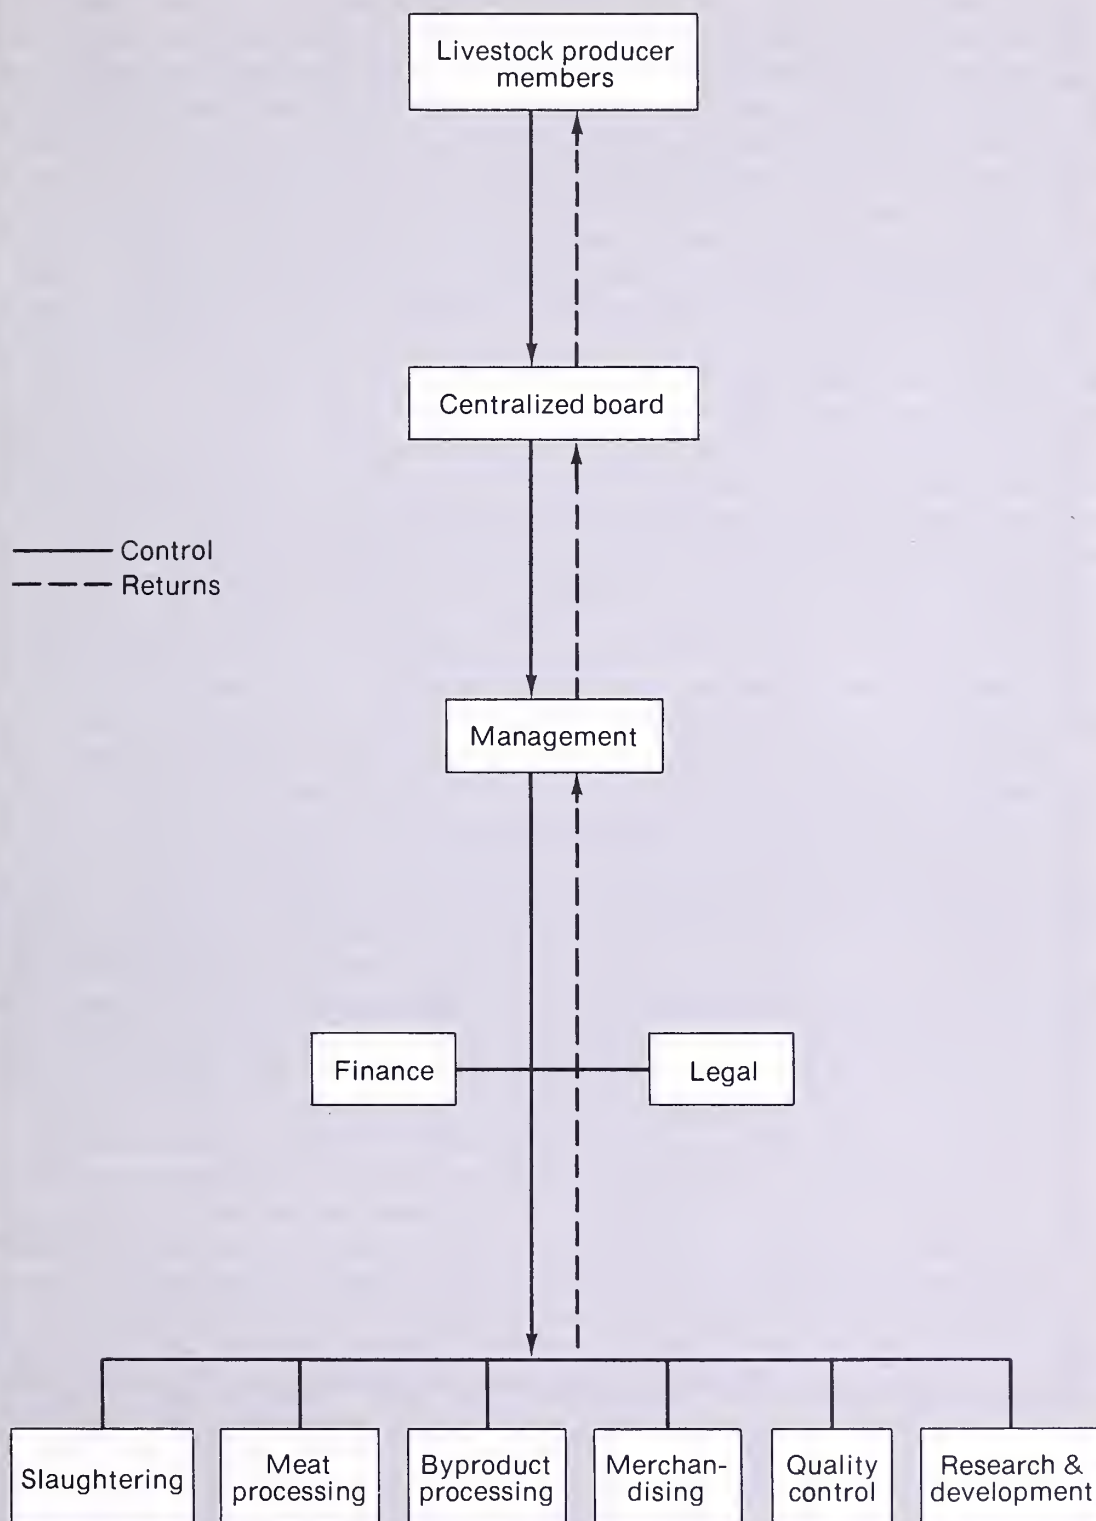 Livestock producer
members
Centralized board
Control
Returns
Management
Finance
Legal
Slaughtering
Meat
processing
Byproduct
processing
Merchan-
dising
Quality
control
Research &
development